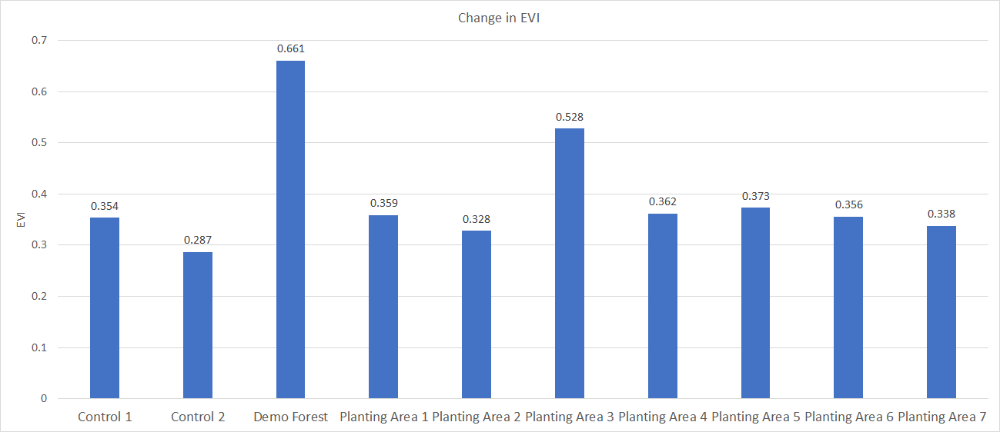 Change in EVI
0.7
0.6
0.5
0.4
0.3
0.2
0.1
0
EVI
0.354
0.287
0.661
0.359
0.328
0.528
0.362
0.373
0.356
0.338
Control 1
Control 2
Demo Forest
Planting Area 1
Planting Area 2
Planting Area 3
Planting Area 4
Planting Area 5
Planting Area 6
Planting Area 7